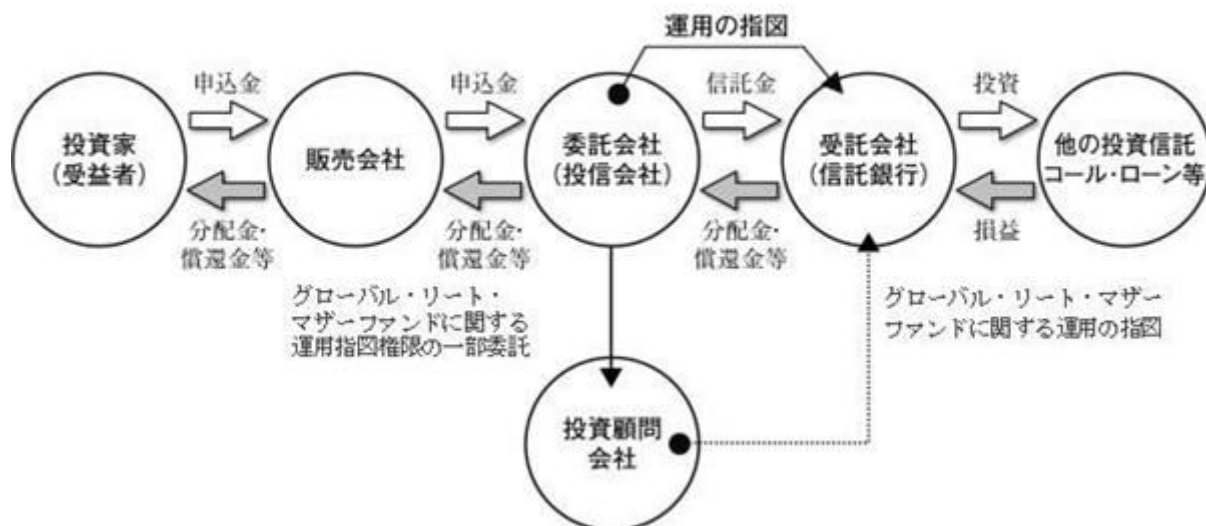 運用の指図
申込金
申込金
信託金
投資
投資家
(受益者)
販売会社
委託会社
(投信会社)
受託会社
(信託銀行)
他の投資信託
コール・ローン等
分配金・
償還金等
分配金・
償還金等
分配金・
償還金等
損益
グローバル・リート・
マザーファンドに関する
運用指図権限の一部委託
グローバル・リート・マザー
ファンドに関する運用の指図
投資顧問
会社